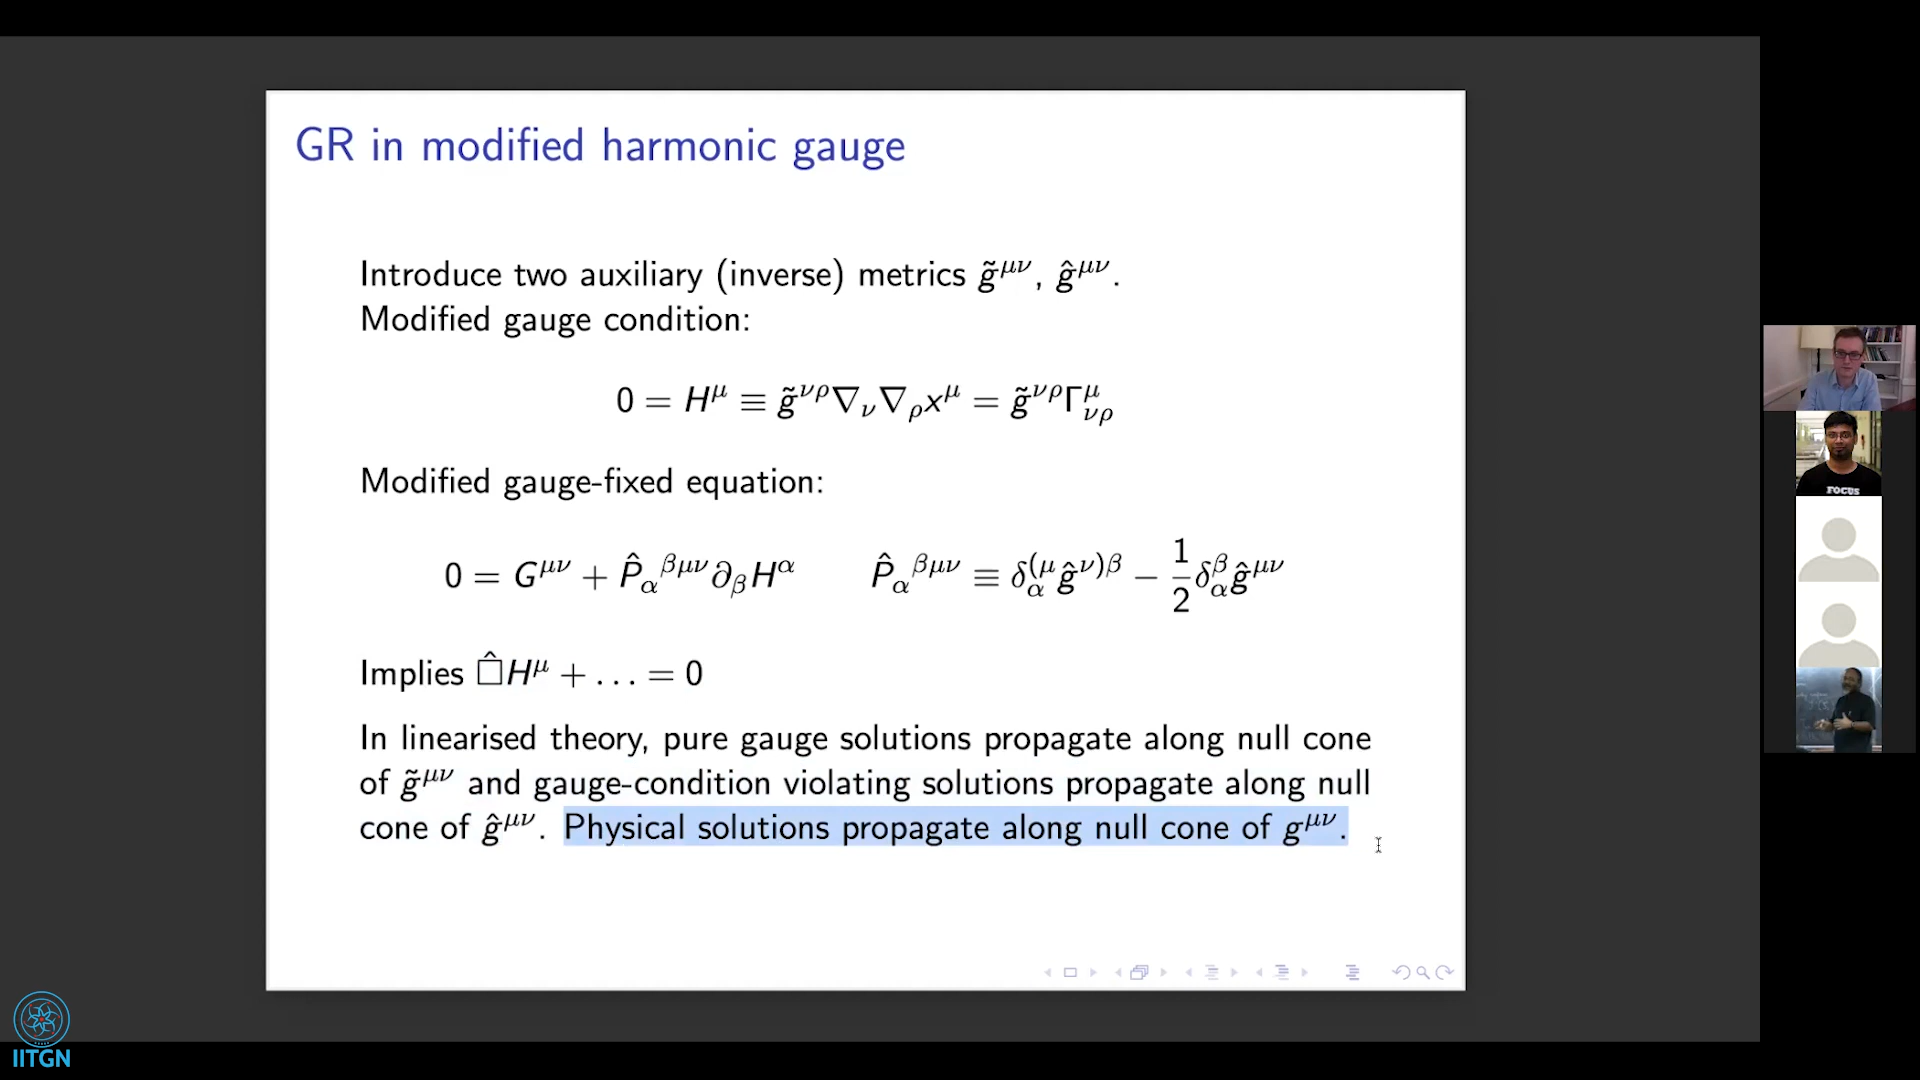 GR in modified harmonic gauge
Introduce two auxiliary (inverse) metrics g̃^{μν}, ĝ^{μν}.
Modified gauge condition:
0 = H^μ ≡ g̃^{νρ}∇_ν∇_ρ x^μ = g̃^{νρ}Γ^μ_{νρ}
Modified gauge-fixed equation:
0 = G^{μν} + P̂_α^{βμν}∂_βH^α    P̂_α^{βμν} ≡ δ_α^{(μ}ĝ^{ν)β} − 1/2 δ_α^β ĝ^{μν}
Implies □̂H^μ + … = 0
In linearised theory, pure gauge solutions propagate along null cone
of g̃^{μν} and gauge-condition violating solutions propagate along null
cone of ĝ^{μν}. Physical solutions propagate along null cone of g^{μν}.
FOCUS
IITGN